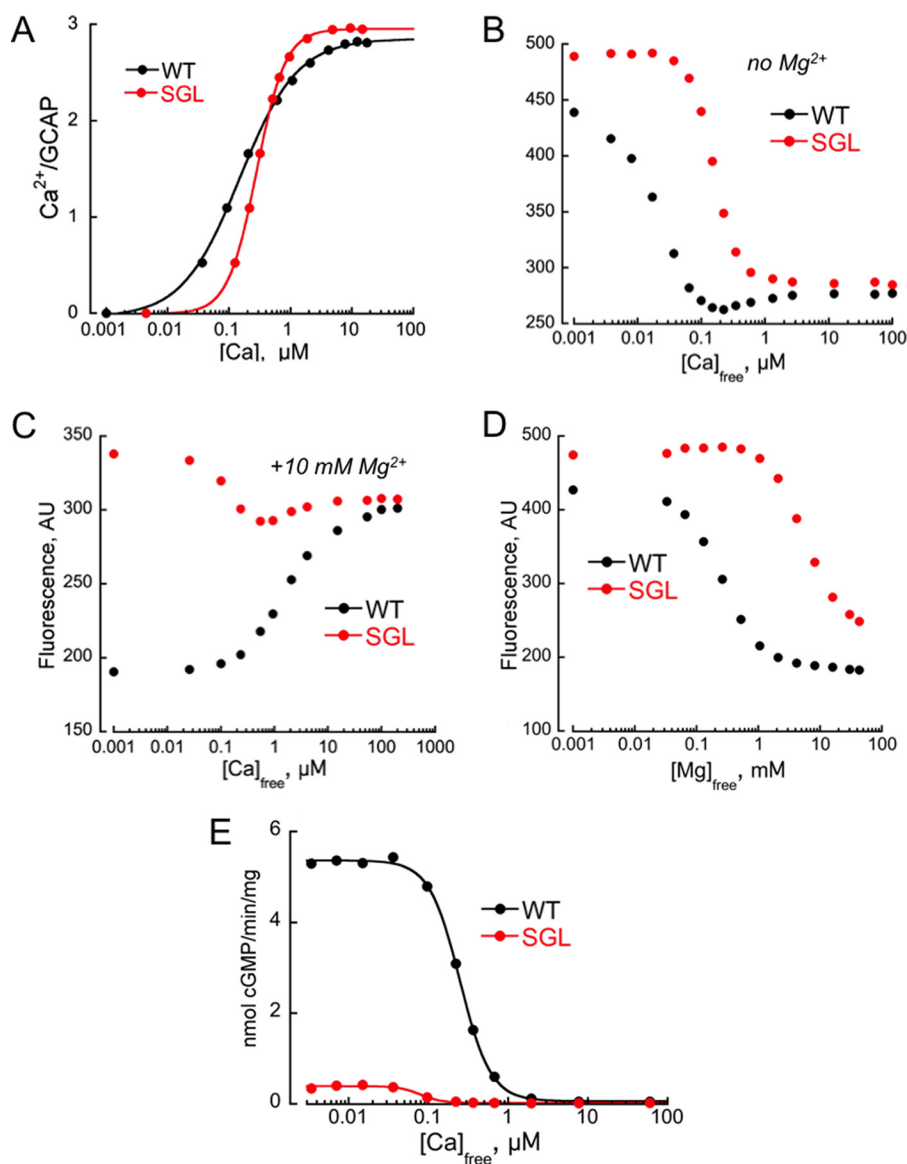 A
3
2
1
0
Ca²⁺/GCAP
WT
SGL
0.001
0.01
0.1
1
10
100
[Ca], µM
B
500
450
400
350
300
250
no Mg²⁺
WT
SGL
0.001
0.01
0.1
1
10
100
[Ca]free, µM
C
350
300
250
200
150
Fluorescence, AU
+10 mM Mg²⁺
WT
SGL
0.001
0.01
0.1
1
10
100
1000
[Ca]free, µM
D
500
400
300
200
100
Fluorescence, AU
WT
SGL
0.001
0.01
0.1
1
10
100
[Mg]free, mM
E
6
4
2
0
nmol cGMP/min/mg
WT
SGL
0.01
0.1
1
10
100
[Ca]free, µM